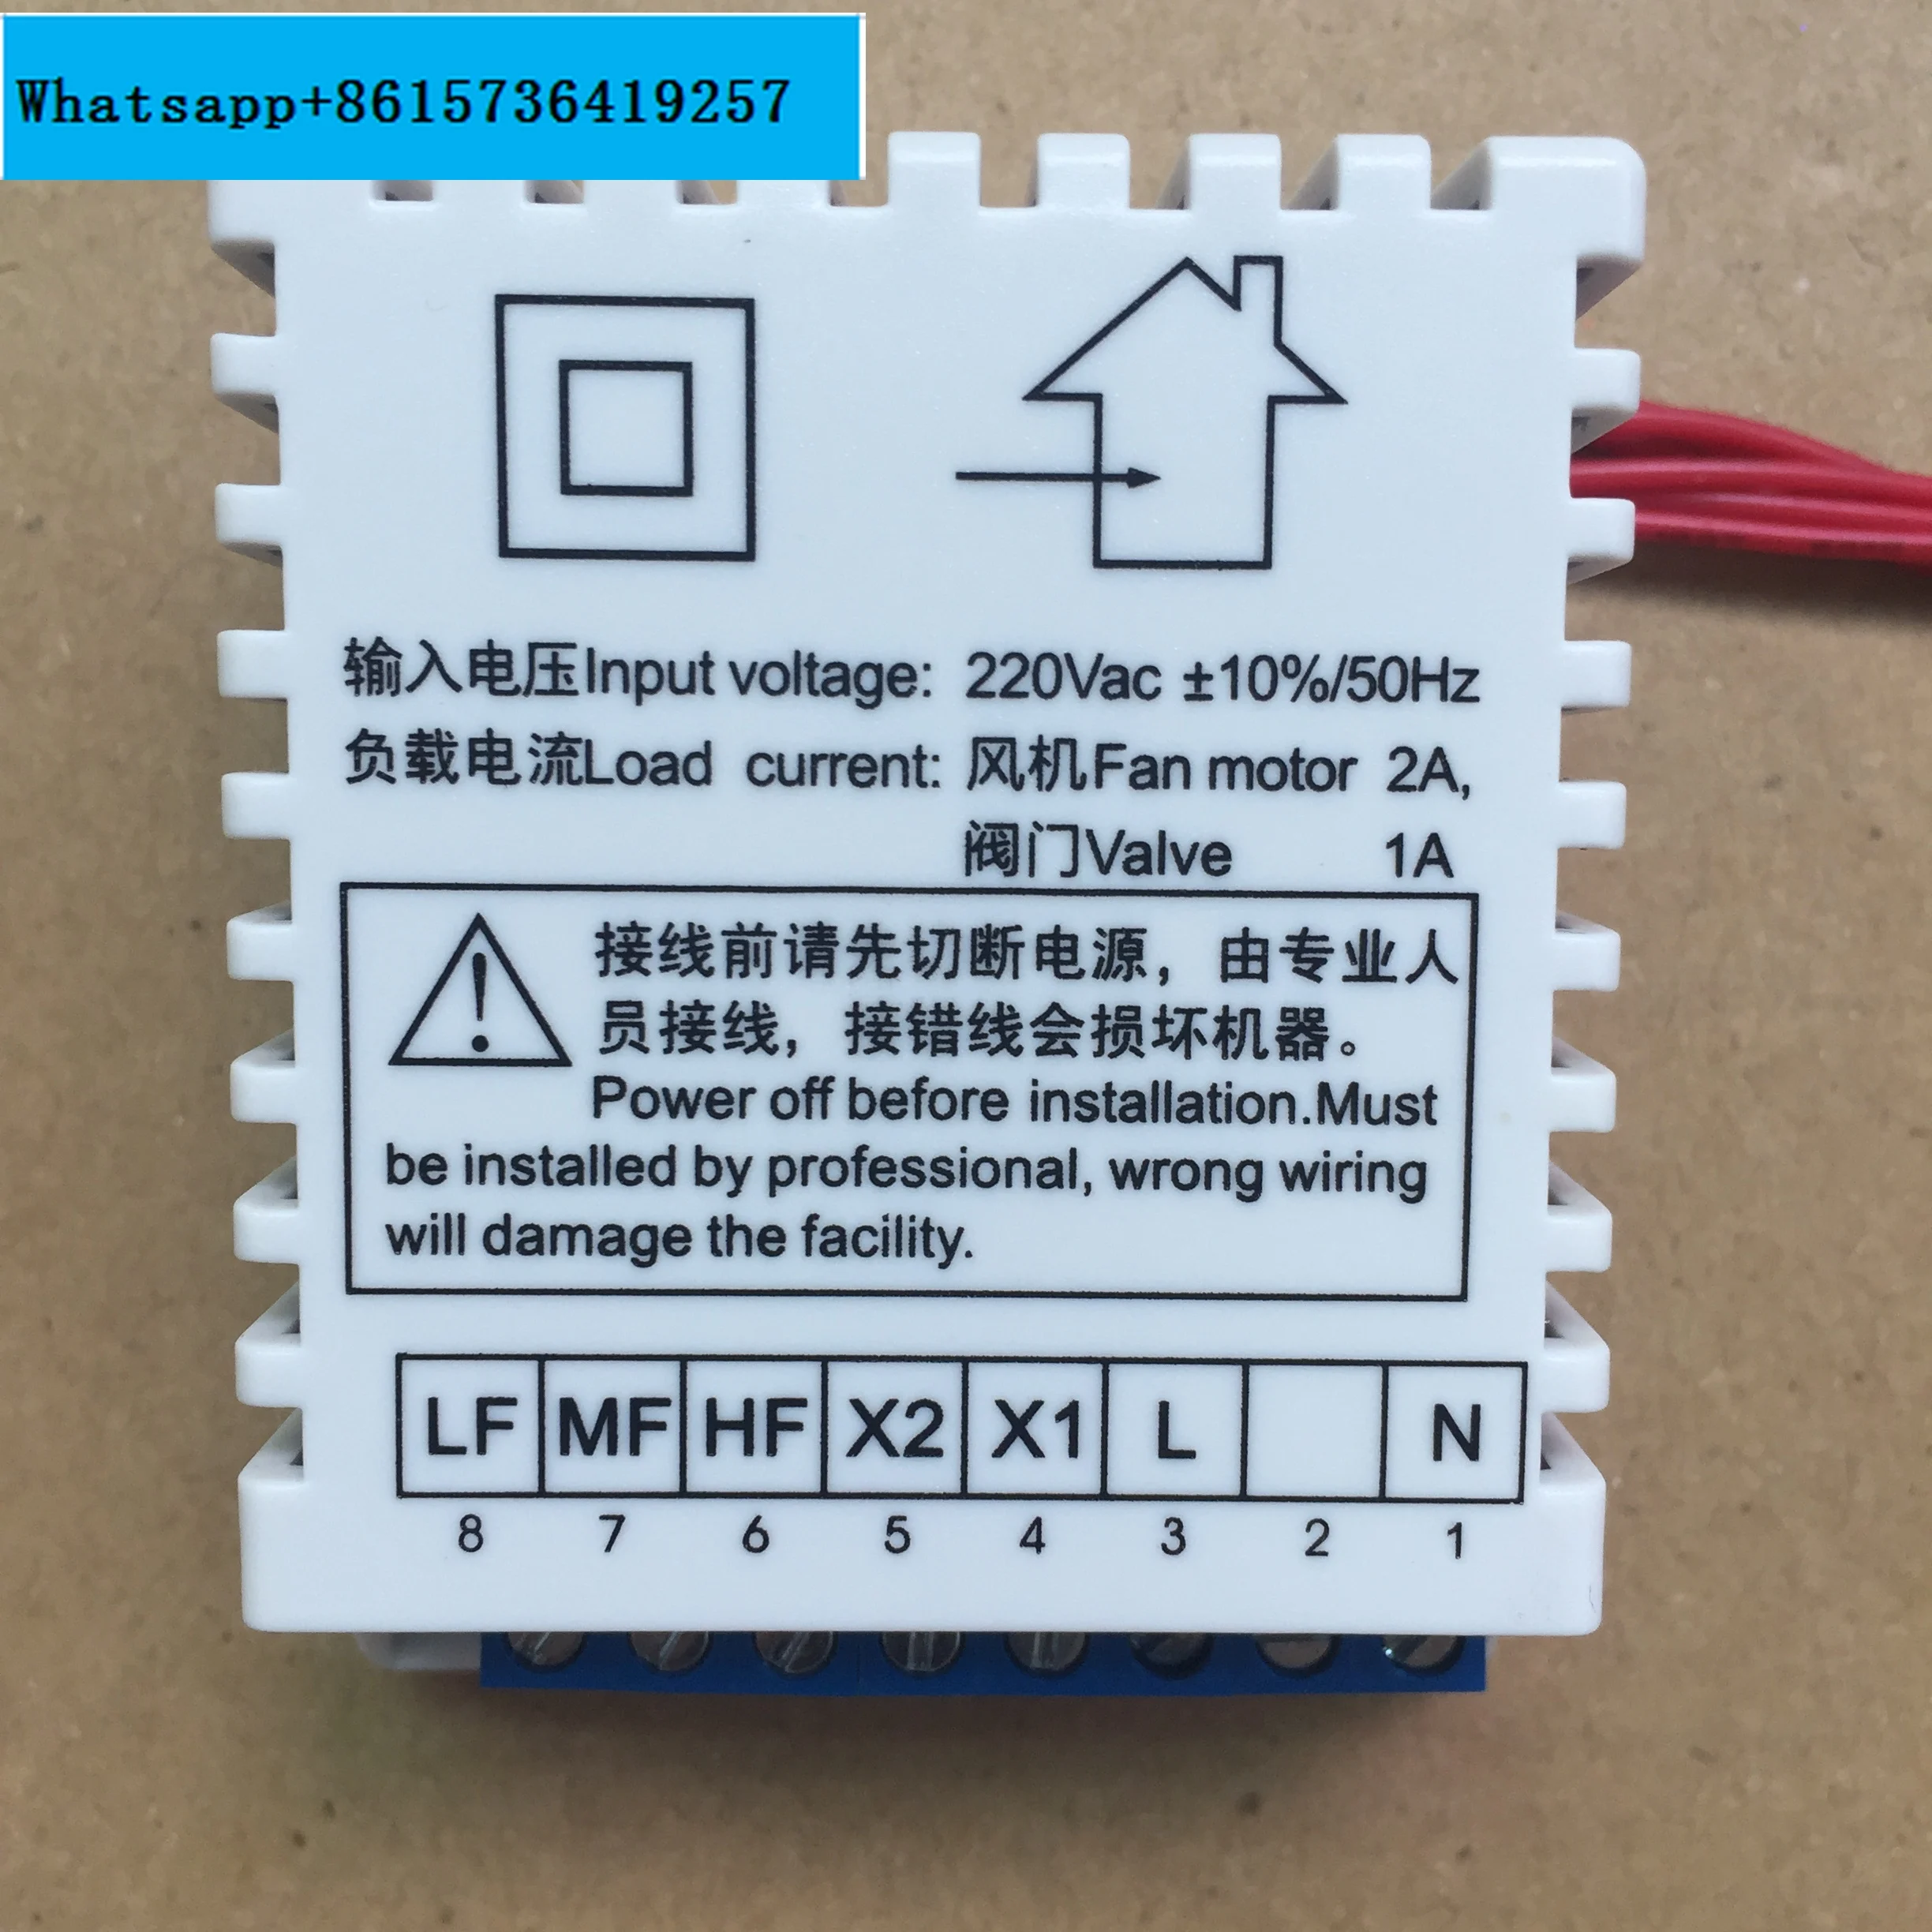 Whatsapp+8615736419257
输入电压Input voltage: 220Vac ±10%/50Hz
负载电流Load current: 风机Fan motor 2A,
阀门Valve 1A
接线前请先切断电源，由专业人
员接线，接错线会损坏机器。
Power off before installation.Must
be installed by professional, wrong wiring
will damage the facility.
LF MF HF X2 X1 L N
8 7 6 5 4 3 2 1